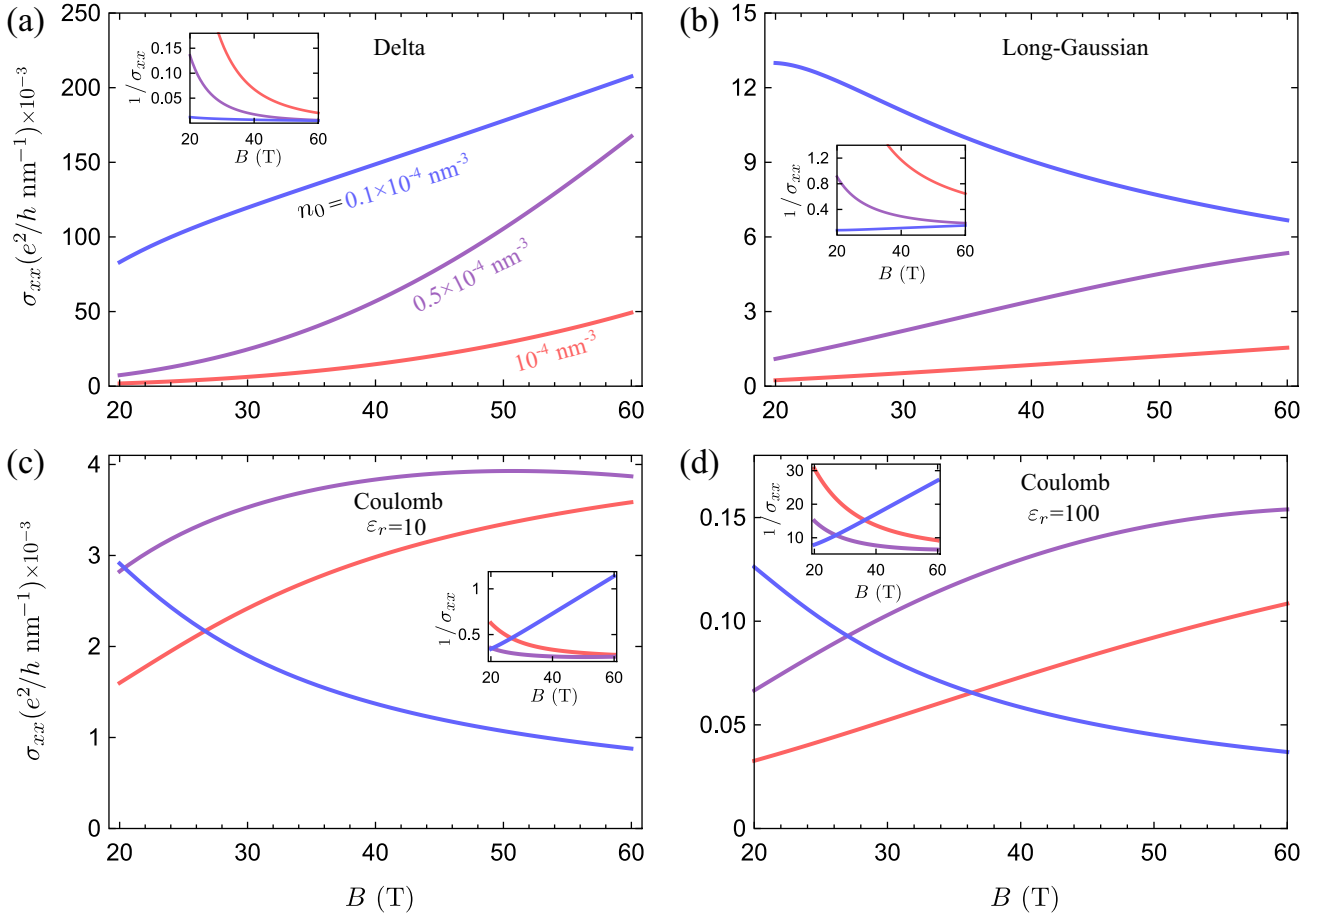 (a)
Delta
σxx(e²/h nm⁻¹)×10⁻³
250
200
150
100
50
0
20
30
40
50
60
n₀ = 0.1×10⁻⁴ nm⁻³
0.5×10⁻⁴ nm⁻³
10⁻⁴ nm⁻³
1/σxx
0.15
0.10
0.05
20
40
60
B (T)
(b)
Long-Gaussian
15
12
9
6
3
0
20
30
40
50
60
1/σxx
1.2
0.8
0.4
20
40
60
B (T)
(c)
Coulomb
εr=10
σxx(e²/h nm⁻¹)×10⁻³
4
3
2
1
0
20
30
40
50
60
B (T)
1/σxx
1
0.5
20
40
60
B (T)
(d)
Coulomb
εr=100
0.15
0.10
0.05
0
20
30
40
50
60
B (T)
1/σxx
30
20
10
20
40
60
B (T)